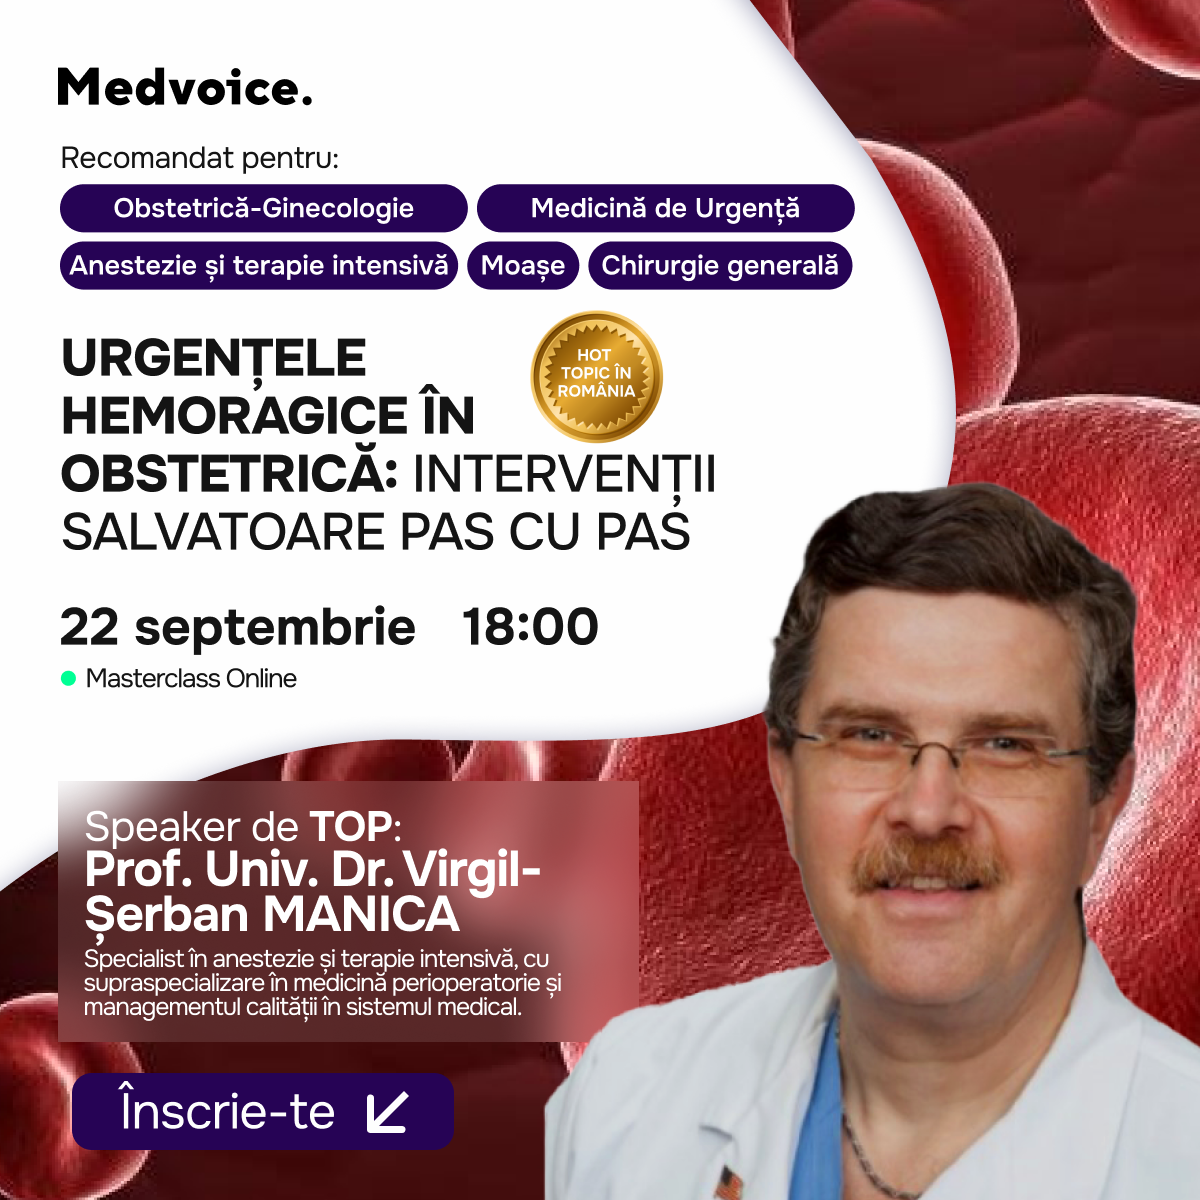 Medvoice.
Recomandat pentru:
Obstetrică-Ginecologie
Medicină de Urgență
Anestezie și terapie intensivă
Moașe
Chirurgie generală
URGENȚELE
HEMORAGICE ÎN
OBSTETRICĂ: INTERVENȚII
SALVATOARE PAS CU PAS
HOT
TOPIC ÎN
ROMÂNIA
22 septembrie 18:00
Masterclass Online
Speaker de TOP:
Prof. Univ. Dr. Virgil-
Șerban MANICA
Specialist în anestezie și terapie intensivă, cu
supraspecializare în medicină perioperatorie și
managementul calității în sistemul medical.
Înscrie-te